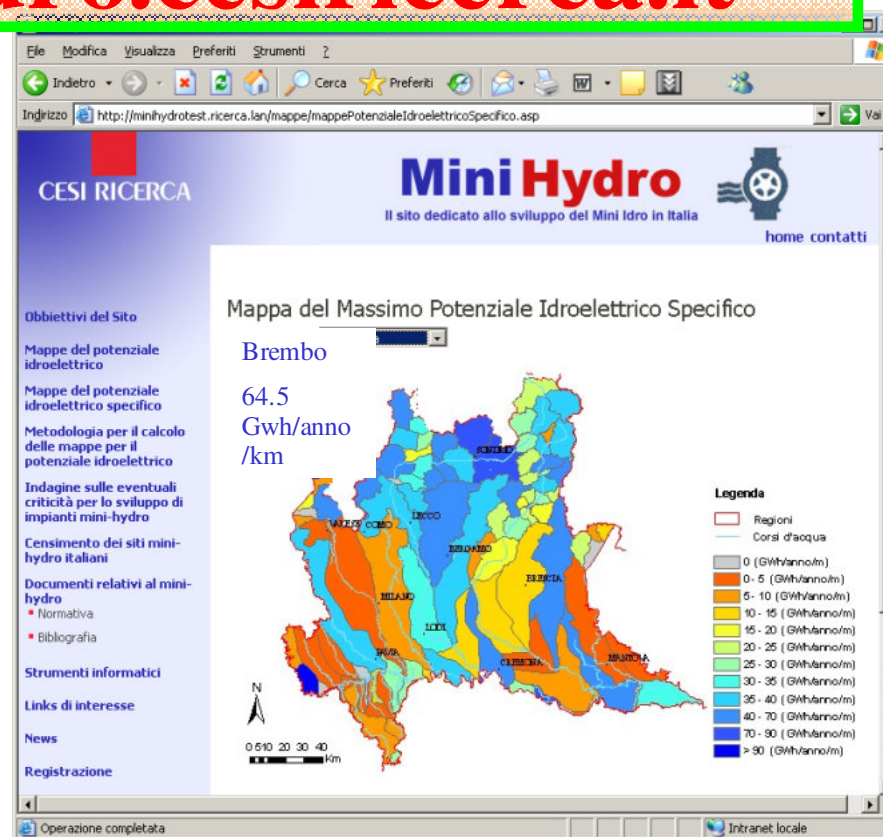 File Modifica Visualizza Preferiti Strumenti ?
Indietro Cerca Preferiti
Indirizzo http://minihydrotest.ricerca.lan/mappe/mappePotenzialeIdroelettricoSpecifico.asp Vai
CESI RICERCA
Mini Hydro
Il sito dedicato allo sviluppo del Mini Idro in Italia
home contatti
Obbiettivi del Sito
Mappe del potenziale
idroelettrico
Mappe del potenziale
idroelettrico specifico
Metodologia per il calcolo
delle mappe per il
potenziale idroelettrico
Indagine sulle eventuali
criticità per lo sviluppo di
impianti mini-hydro
Censimento dei siti mini-
hydro italiani
Documenti relativi al mini-
hydro
Normativa
Bibliografia
Strumenti informatici
Links di interesse
News
Registrazione
Mappa del Massimo Potenziale Idroelettrico Specifico
Brembo
64.5
Gwh/anno
/km
SONDRIO
VARESE
COMO
LECCO
BERGAMO
BRESCIA
MILANO
LODI
PAVIA
CREMONA
MANTOVA
N
0 5 10 20 30 40
Km
Legenda
Regioni
Corsi d'acqua
0 (GWh/anno/m)
0 - 5 (GWh/anno/m)
5 - 10 (GWh/anno/m)
10 - 15 (GWh/anno/m)
15 - 20 (GWh/anno/m)
20 - 25 (GWh/anno/m)
25 - 30 (GWh/anno/m)
30 - 35 (GWh/anno/m)
35 - 40 (GWh/anno/m)
40 - 70 (GWh/anno/m)
70 - 90 (GWh/anno/m)
> 90 (GWh/anno/m)
Operazione completata
Intranet locale